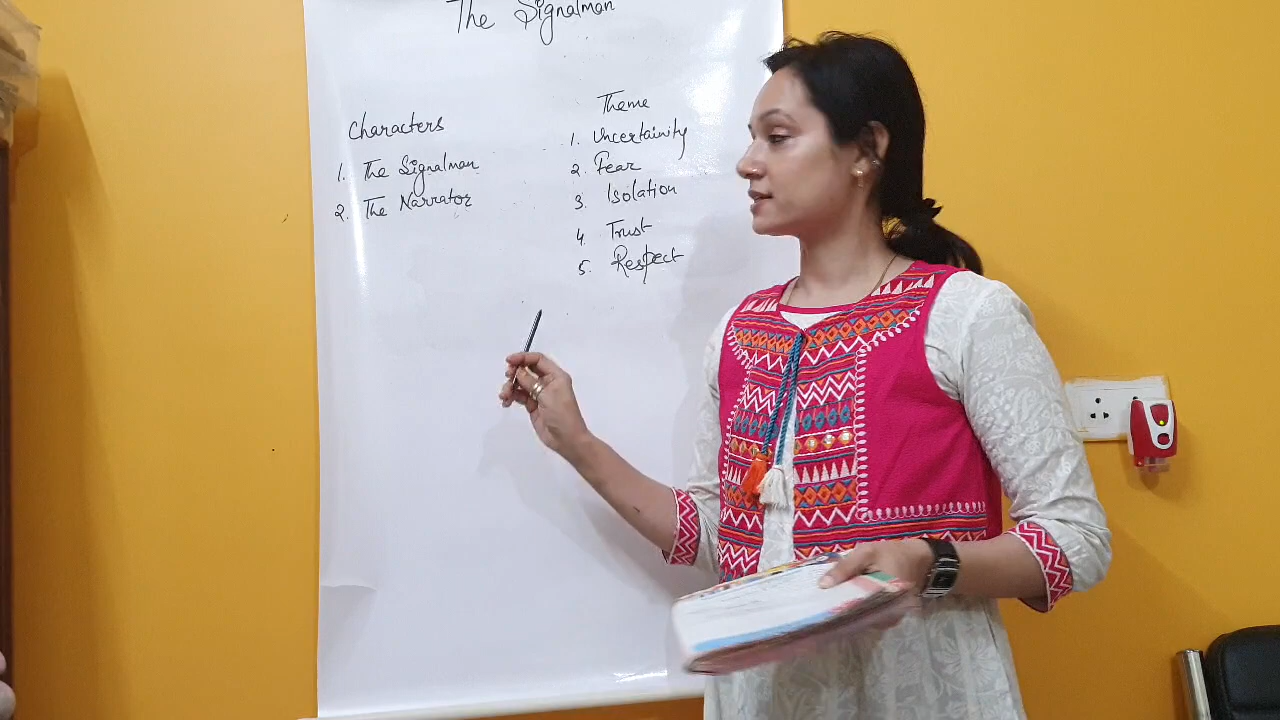 The Signalman
Characters
1. The Signalman
2. The Narrator
Theme
1. Uncertainity
2. Fear
3. Isolation
4. Trust
5. Respect